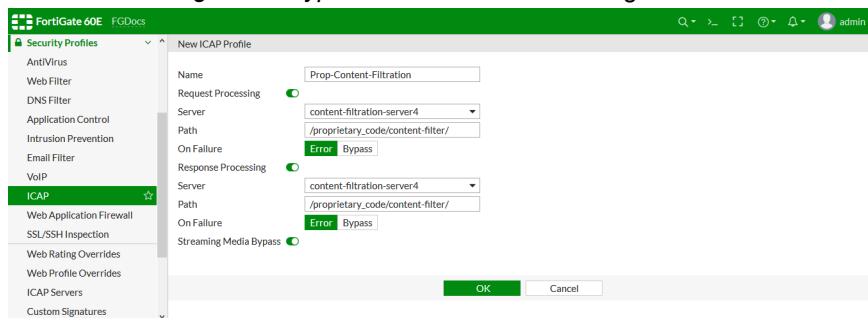 FortiGate 60E FGDocs
admin
Security Profiles
AntiVirus
Web Filter
DNS Filter
Application Control
Intrusion Prevention
Email Filter
VoIP
ICAP
Web Application Firewall
SSL/SSH Inspection
Web Rating Overrides
Web Profile Overrides
ICAP Servers
Custom Signatures
New ICAP Profile
Name Prop-Content-Filtration
Request Processing
Server content-filtration-server4
Path /proprietary_code/content-filter/
On Failure Error Bypass
Response Processing
Server content-filtration-server4
Path /proprietary_code/content-filter/
On Failure Error Bypass
Streaming Media Bypass
OK Cancel